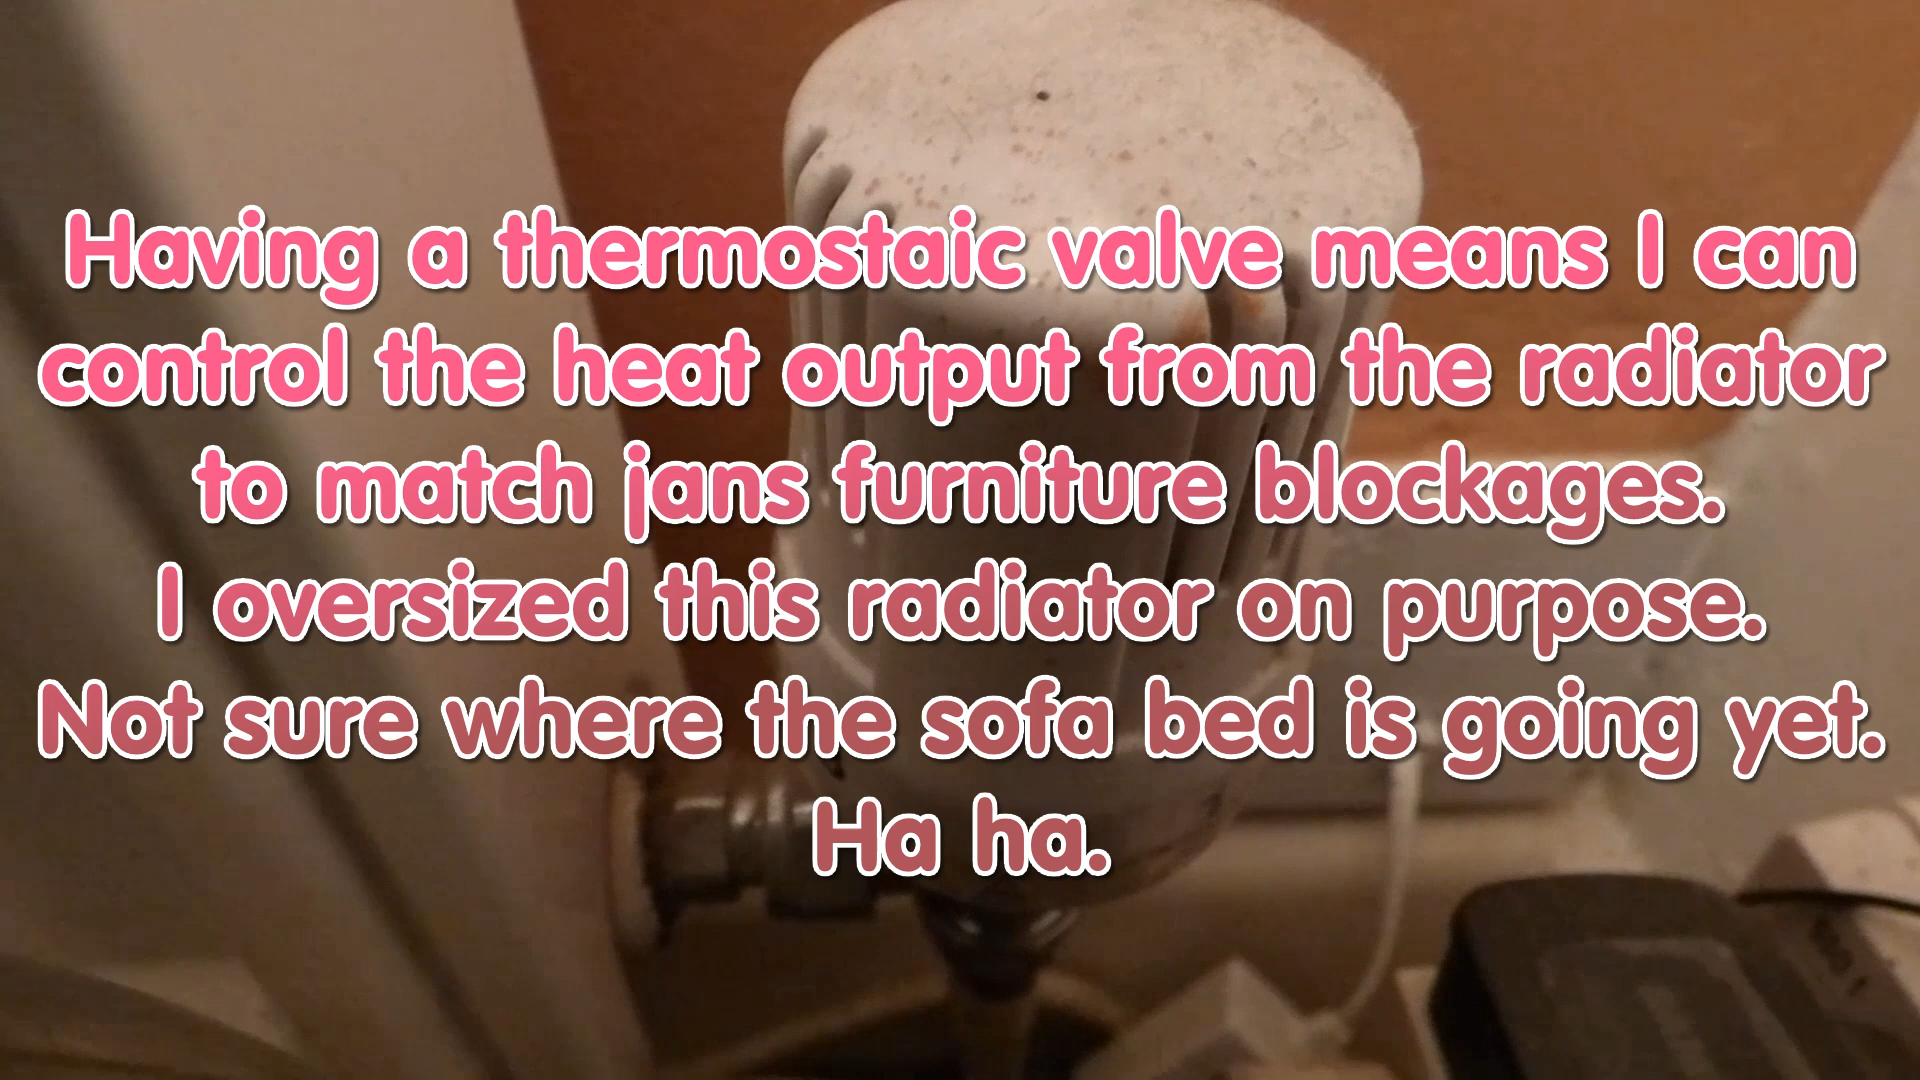 Having a thermostaic valve means I can
control the heat output from the radiator
to match jans furniture blockages.
I oversized this radiator on purpose.
Not sure where the sofa bed is going yet.
Ha ha.